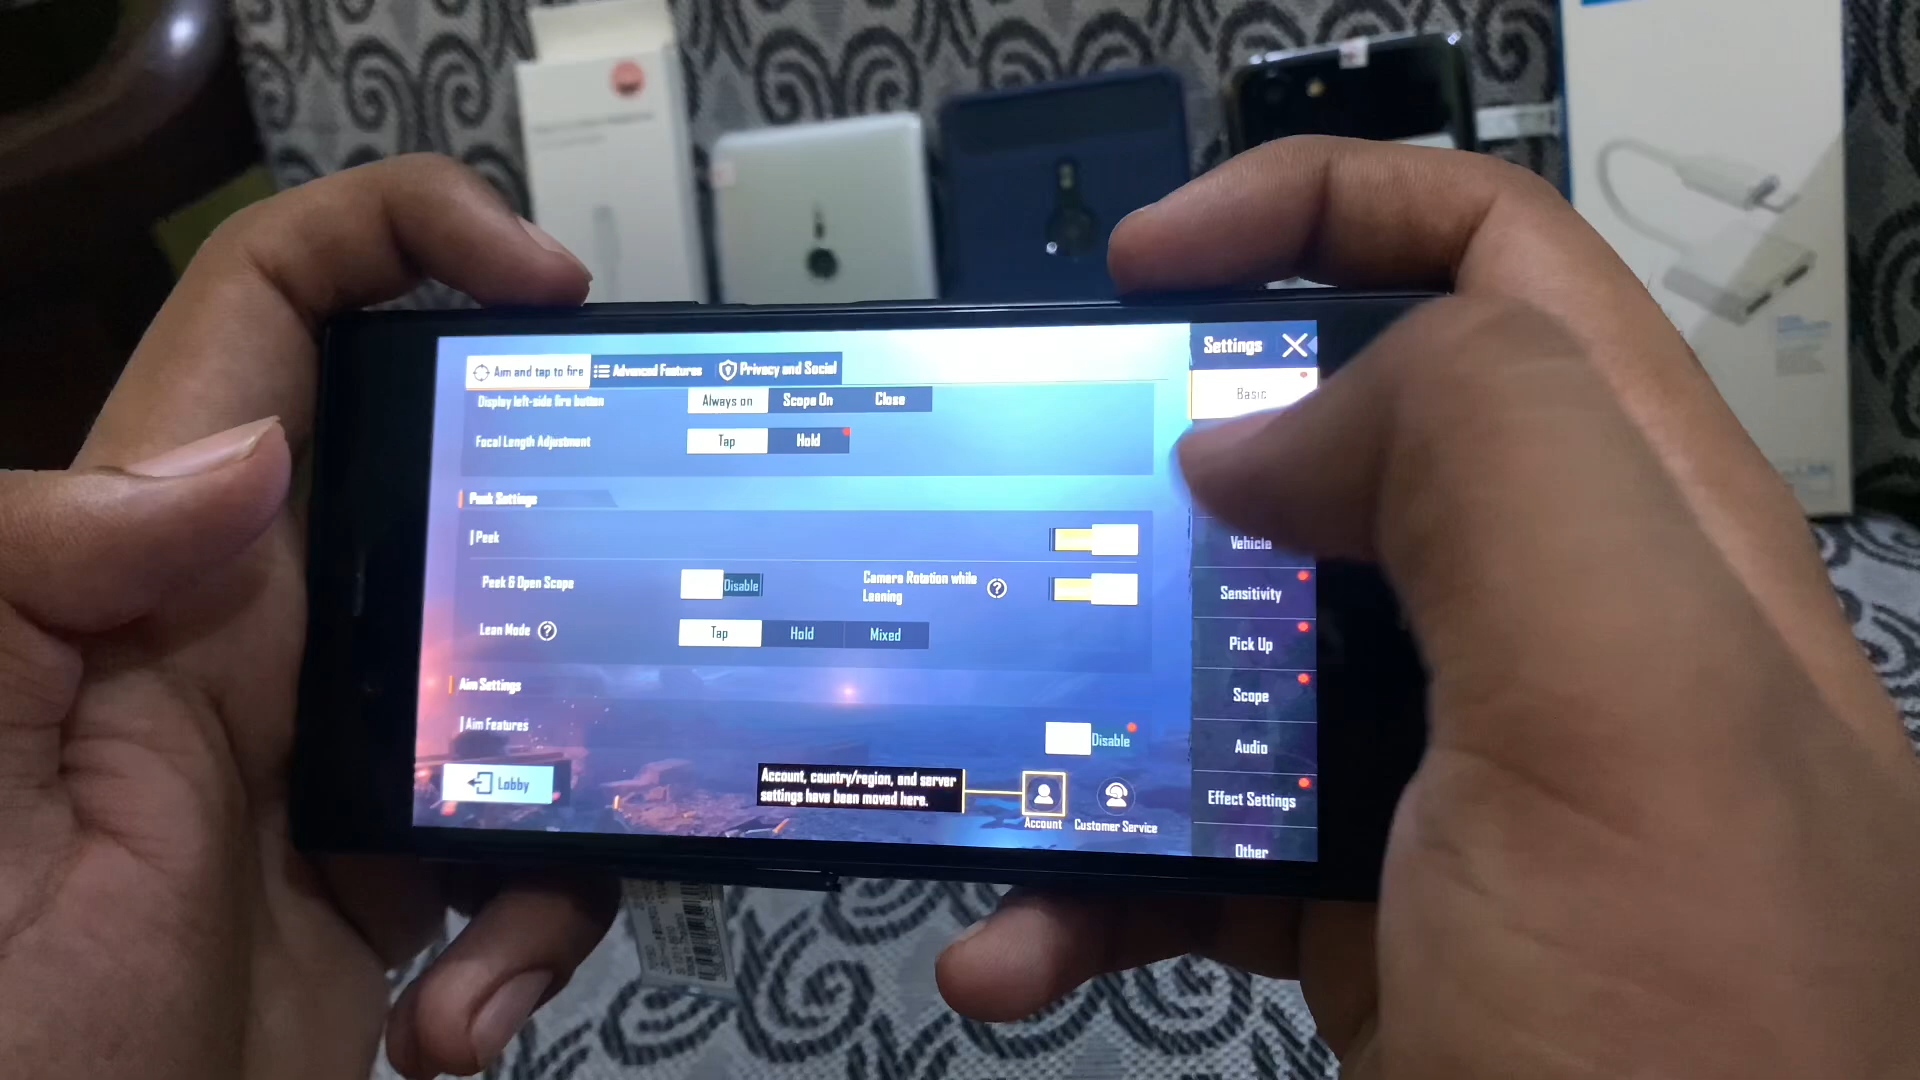 Settings
Aim and tap to fire
Advanced Features
Privacy and Social
Basic
Display left-side fire button
Always on
Scope On
Close
Focal Length Adjustment
Tap
Hold
Peek Settings
Peek
Vehicle
Peek & Open Scope
Disable
Camera Rotation while
Leaning
?
Sensitivity
Lean Mode ?
Tap
Hold
Mixed
Pick Up
Aim Settings
Scope
Aim Features
Disable
Audio
Lobby
Account, country/region, and server
settings have been moved here.
Account
Customer Service
Effect Settings
Other